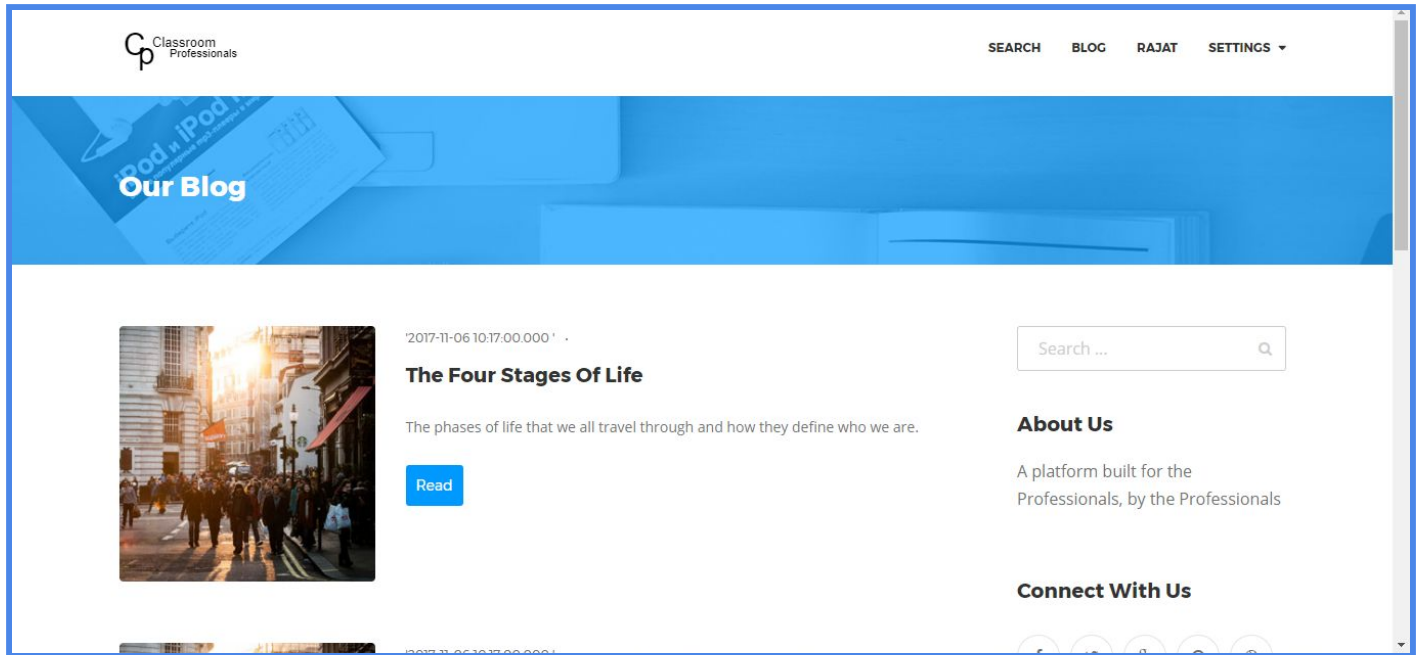 Classroom
Professionals
SEARCH BLOG RAJAT SETTINGS
iPod и iPod
Our Blog
'2017-11-06 10:17:00.000 ' .
The Four Stages Of Life
The phases of life that we all travel through and how they define who we are.
Read
Search ...
About Us
A platform built for the
Professionals, by the Professionals
Connect With Us